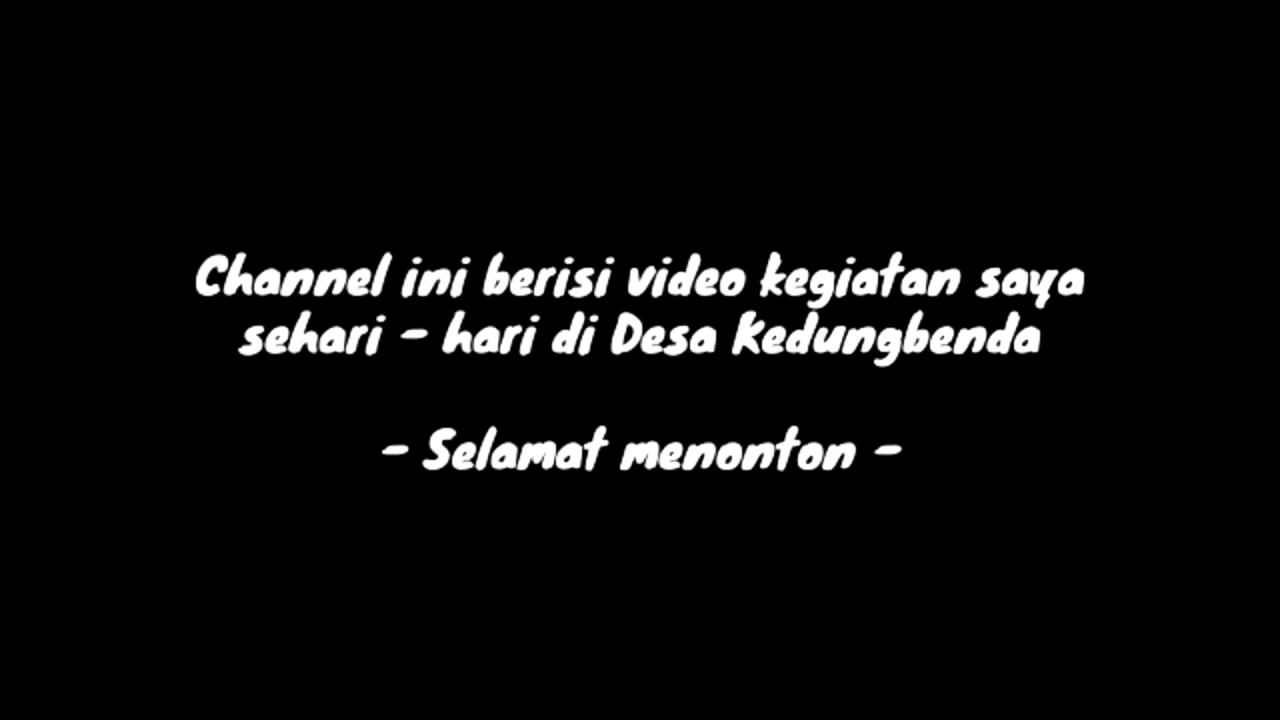 Channel ini berisi video kegiatan saya
sehari - hari di Desa Kedungbenda
- Selamat menonton -